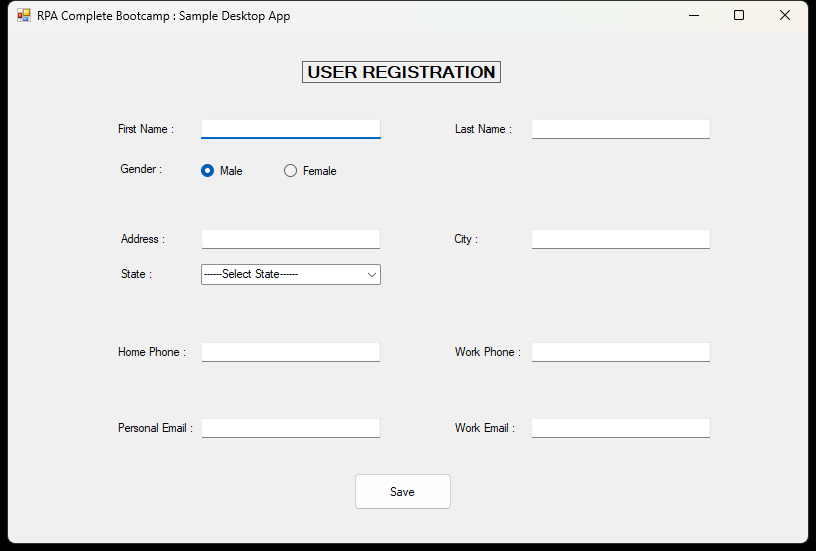 RPA Complete Bootcamp : Sample Desktop App
USER REGISTRATION
First Name :
Last Name :
Gender :
Male
Female
Address :
City :
State :
------Select State------
Home Phone :
Work Phone :
Personal Email :
Work Email :
Save